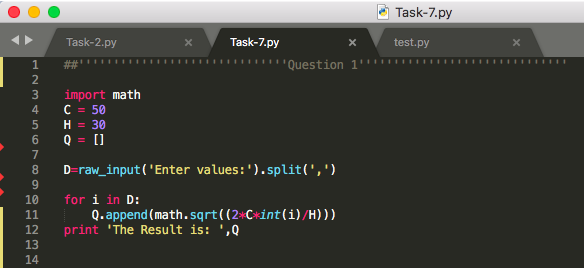 Task-7.py
Task-2.py × Task-7.py × test.py ×
1 ##''''''''''''''''''''''''''''''Question 1''''''''''''''''''''''''''''''
2
3 import math
4 C = 50
5 H = 30
6 Q = []
7
8 D=raw_input('Enter values:').split(',')
9
10 for i in D:
11     Q.append(math.sqrt((2*C*int(i)/H)))
12 print 'The Result is: ',Q
13
14